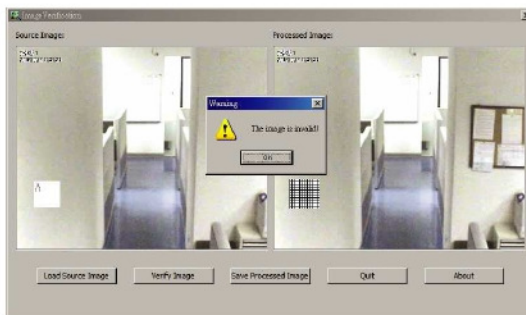 Image Verification
Source Image:
Processed Image:
Warning
The image is invalid!!
OK
Load Source Image
Verify Image
Save Processed Image
Quit
About